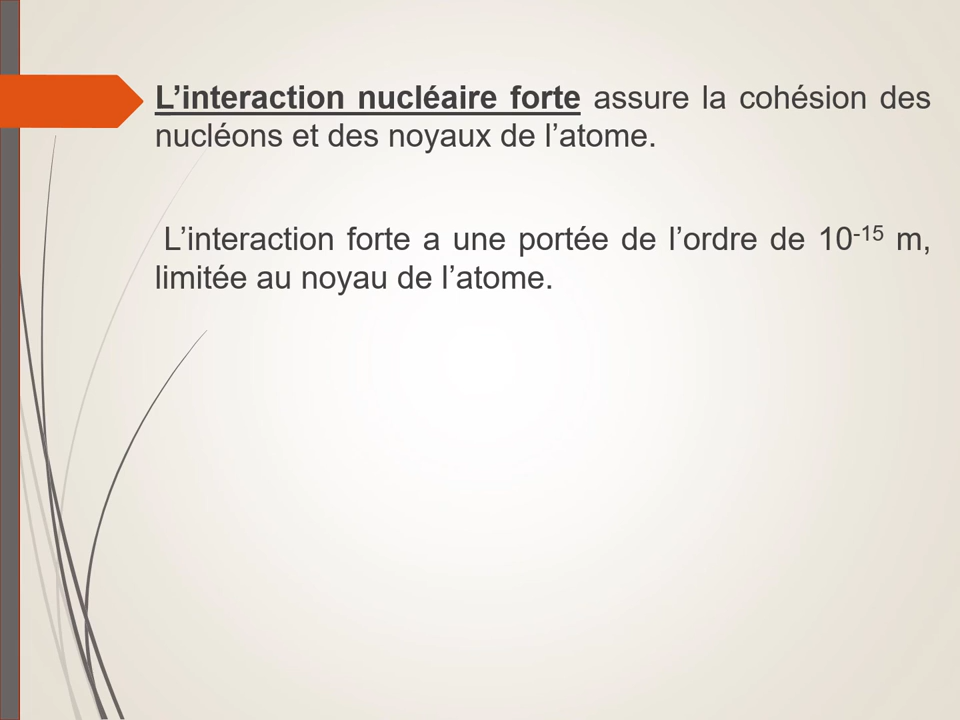 L’interaction nucléaire forte assure la cohésion des
nucléons et des noyaux de l’atome.
L’interaction forte a une portée de l’ordre de 10⁻¹⁵ m,
limitée au noyau de l’atome.